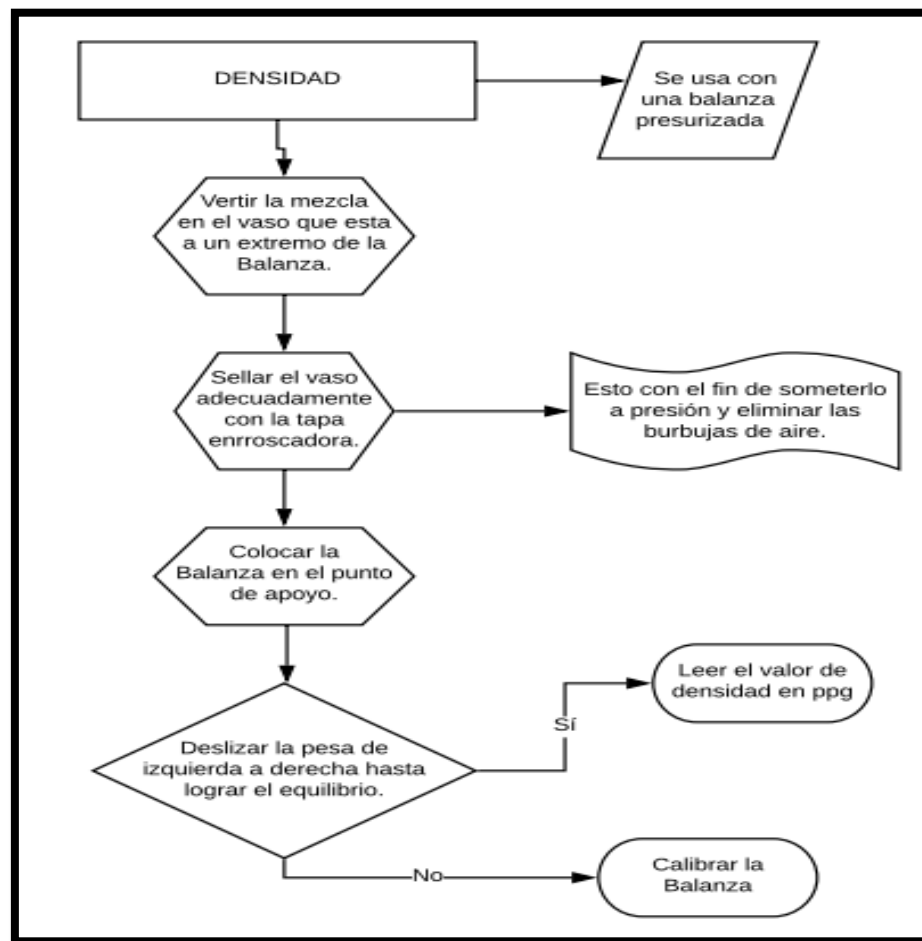 DENSIDAD
Se usa con
una balanza
presurizada
Vertir la mezcla
en el vaso que esta
a un extremo de la
Balanza.
Sellar el vaso
adecuadamente
con la tapa
enrroscadora.
Esto con el fin de someterlo
a presión y eliminar las
burbujas de aire.
Colocar la
Balanza en el punto
de apoyo.
Deslizar la pesa de
izquierda a derecha hasta
lograr el equilibrio.
Sí
Leer el valor de
densidad en ppg
No
Calibrar la
Balanza